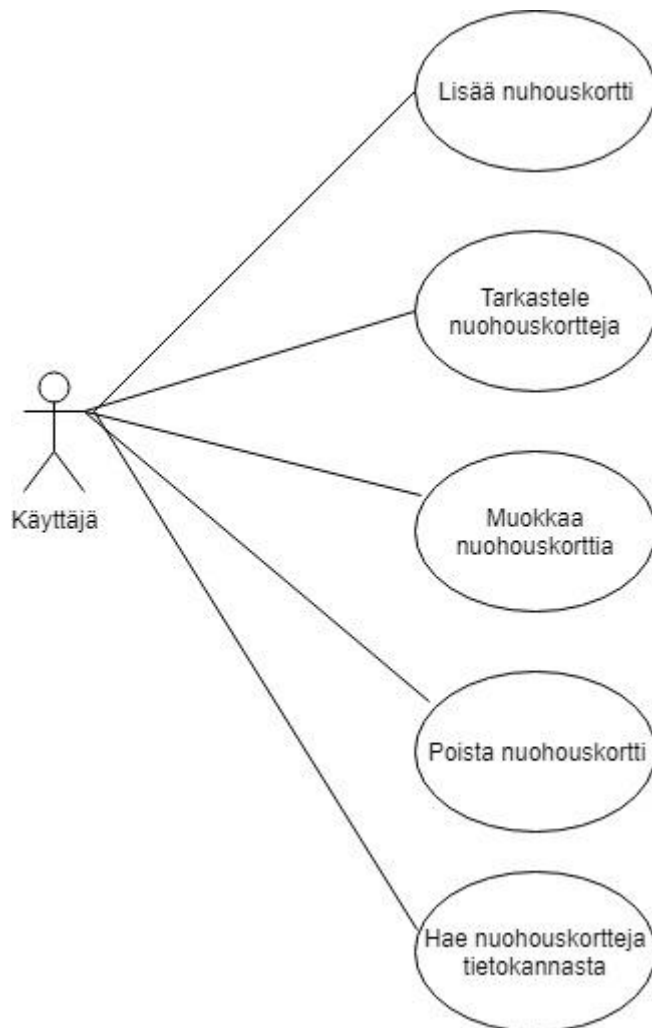 Lisää nuhouskortti
Tarkastele
nuohouskortteja
Käyttäjä
Muokkaa
nuohouskorttia
Poista nuohouskortti
Hae nuohouskortteja
tietokannasta